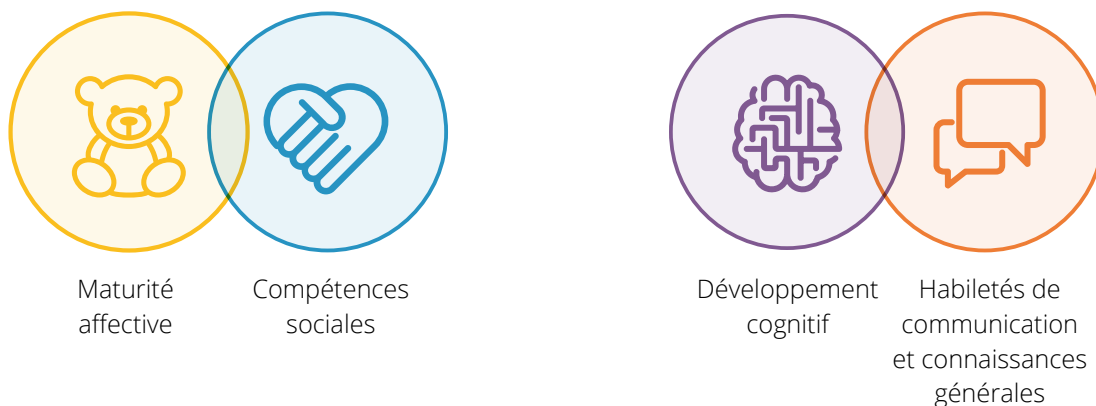 Maturité
affective
Compétences
sociales
Développement
cognitif
Habiletés de
communication
et connaissances
générales